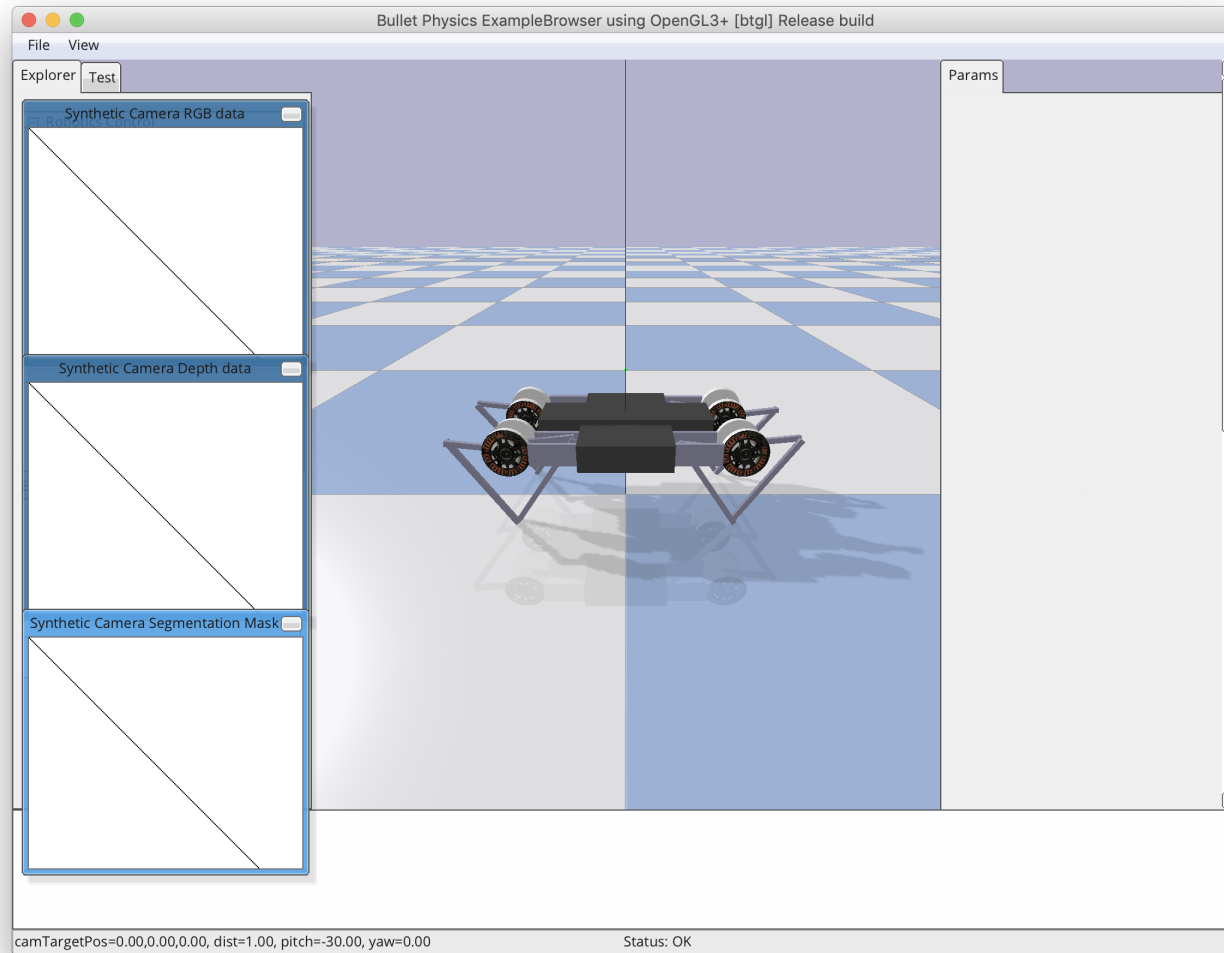 Bullet Physics ExampleBrowser using OpenGL3+ [btgl] Release build
File View
Explorer Test
Params
Synthetic Camera RGB data
Robotics Control
Synthetic Camera Depth data
Synthetic Camera Segmentation Mask
camTargetPos=0.00,0.00,0.00, dist=1.00, pitch=-30.00, yaw=0.00
Status: OK